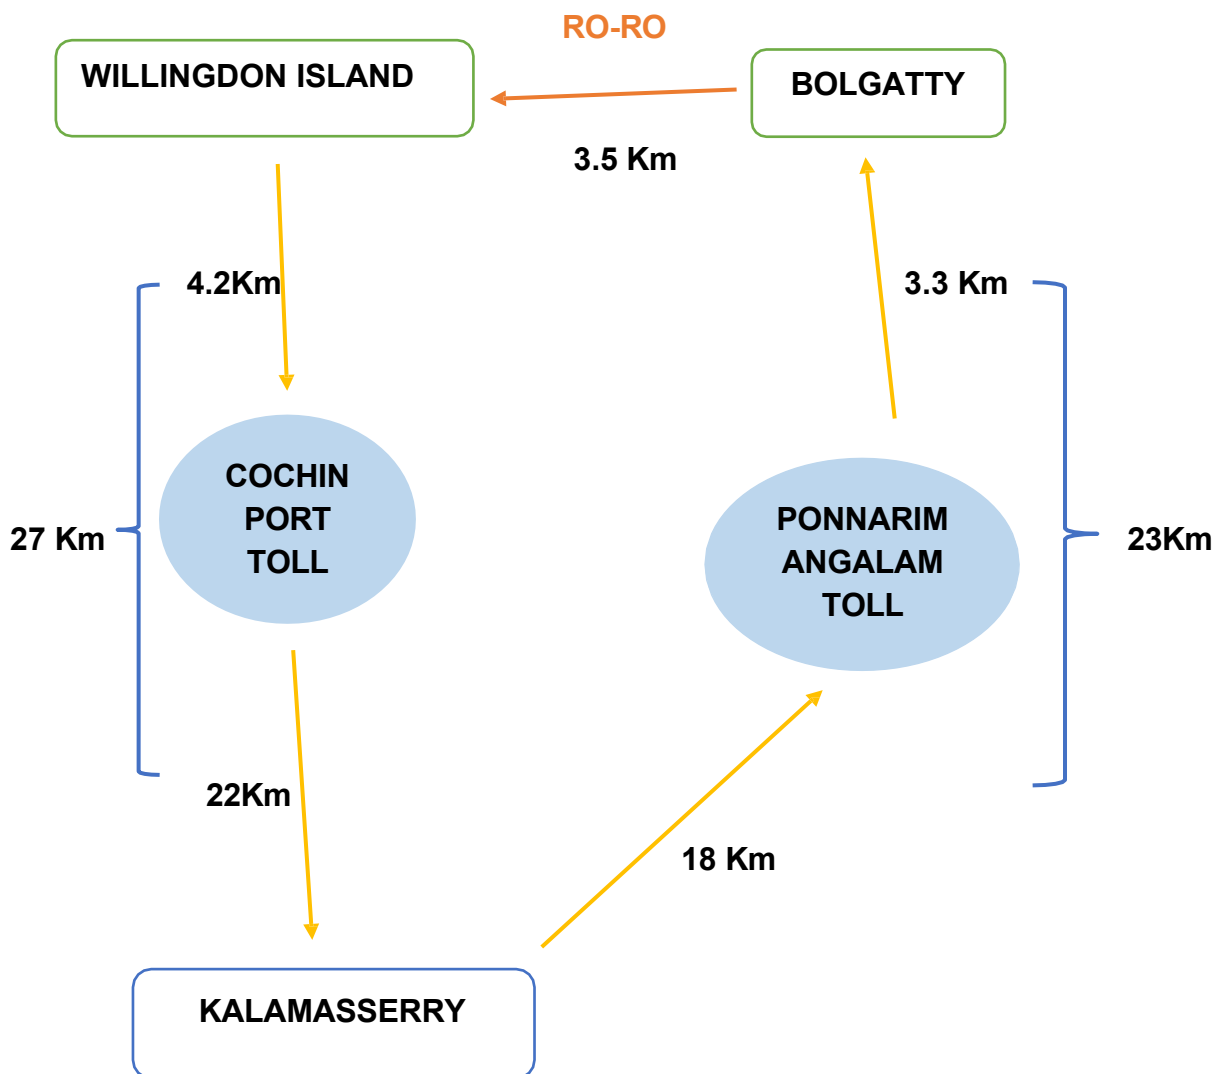 RO-RO
WILLINGDON ISLAND
BOLGATTY
3.5 Km
4.2Km
3.3 Km
COCHIN
PORT
TOLL
PONNARIM
ANGALAM
TOLL
27 Km
23Km
22Km
18 Km
KALAMASSERRY